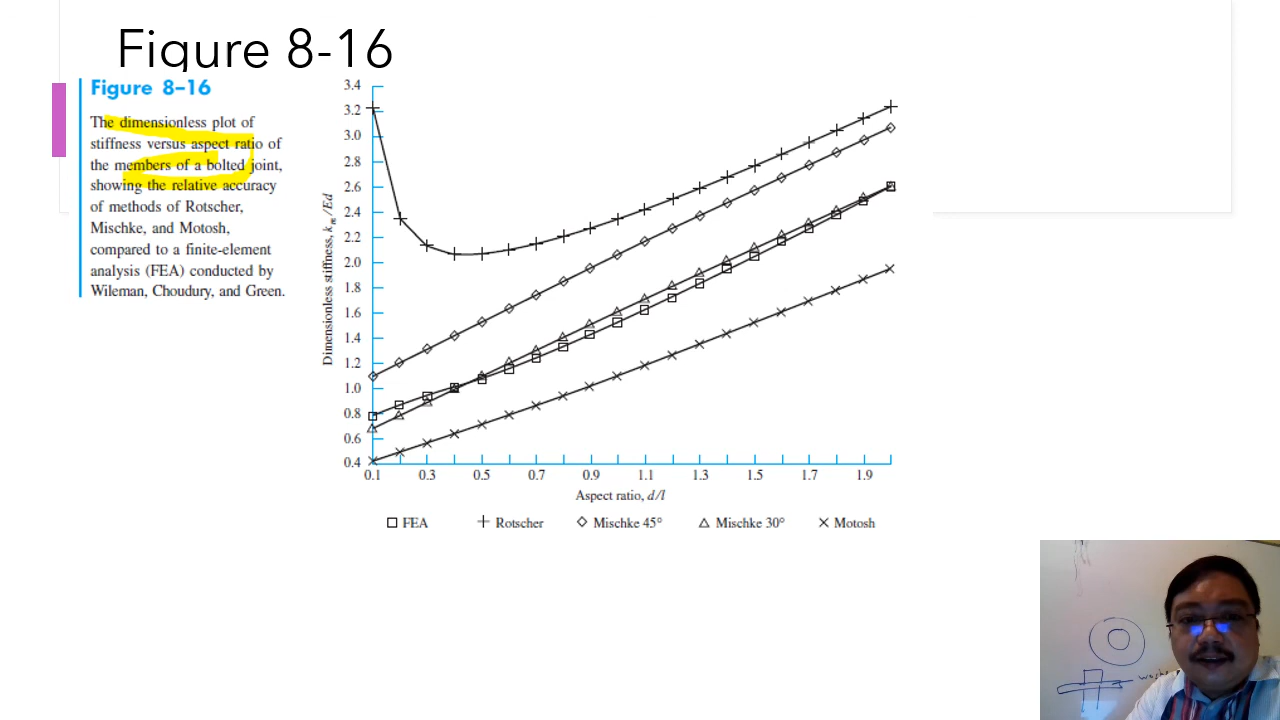 Figure 8-16
Figure 8–16
The dimensionless plot of
stiffness versus aspect ratio of
the members of a bolted joint,
showing the relative accuracy
of methods of Rotscher,
Mischke, and Motosh,
compared to a finite-element
analysis (FEA) conducted by
Wileman, Choudury, and Green.
Dimensionless stiffness, km/Ed
3.4
3.2
3.0
2.8
2.6
2.4
2.2
2.0
1.8
1.6
1.4
1.2
1.0
0.8
0.6
0.4
0.1 0.3 0.5 0.7 0.9 1.1 1.3 1.5 1.7 1.9
Aspect ratio, d/l
FEA Rotscher Mischke 45° Mischke 30° Motosh